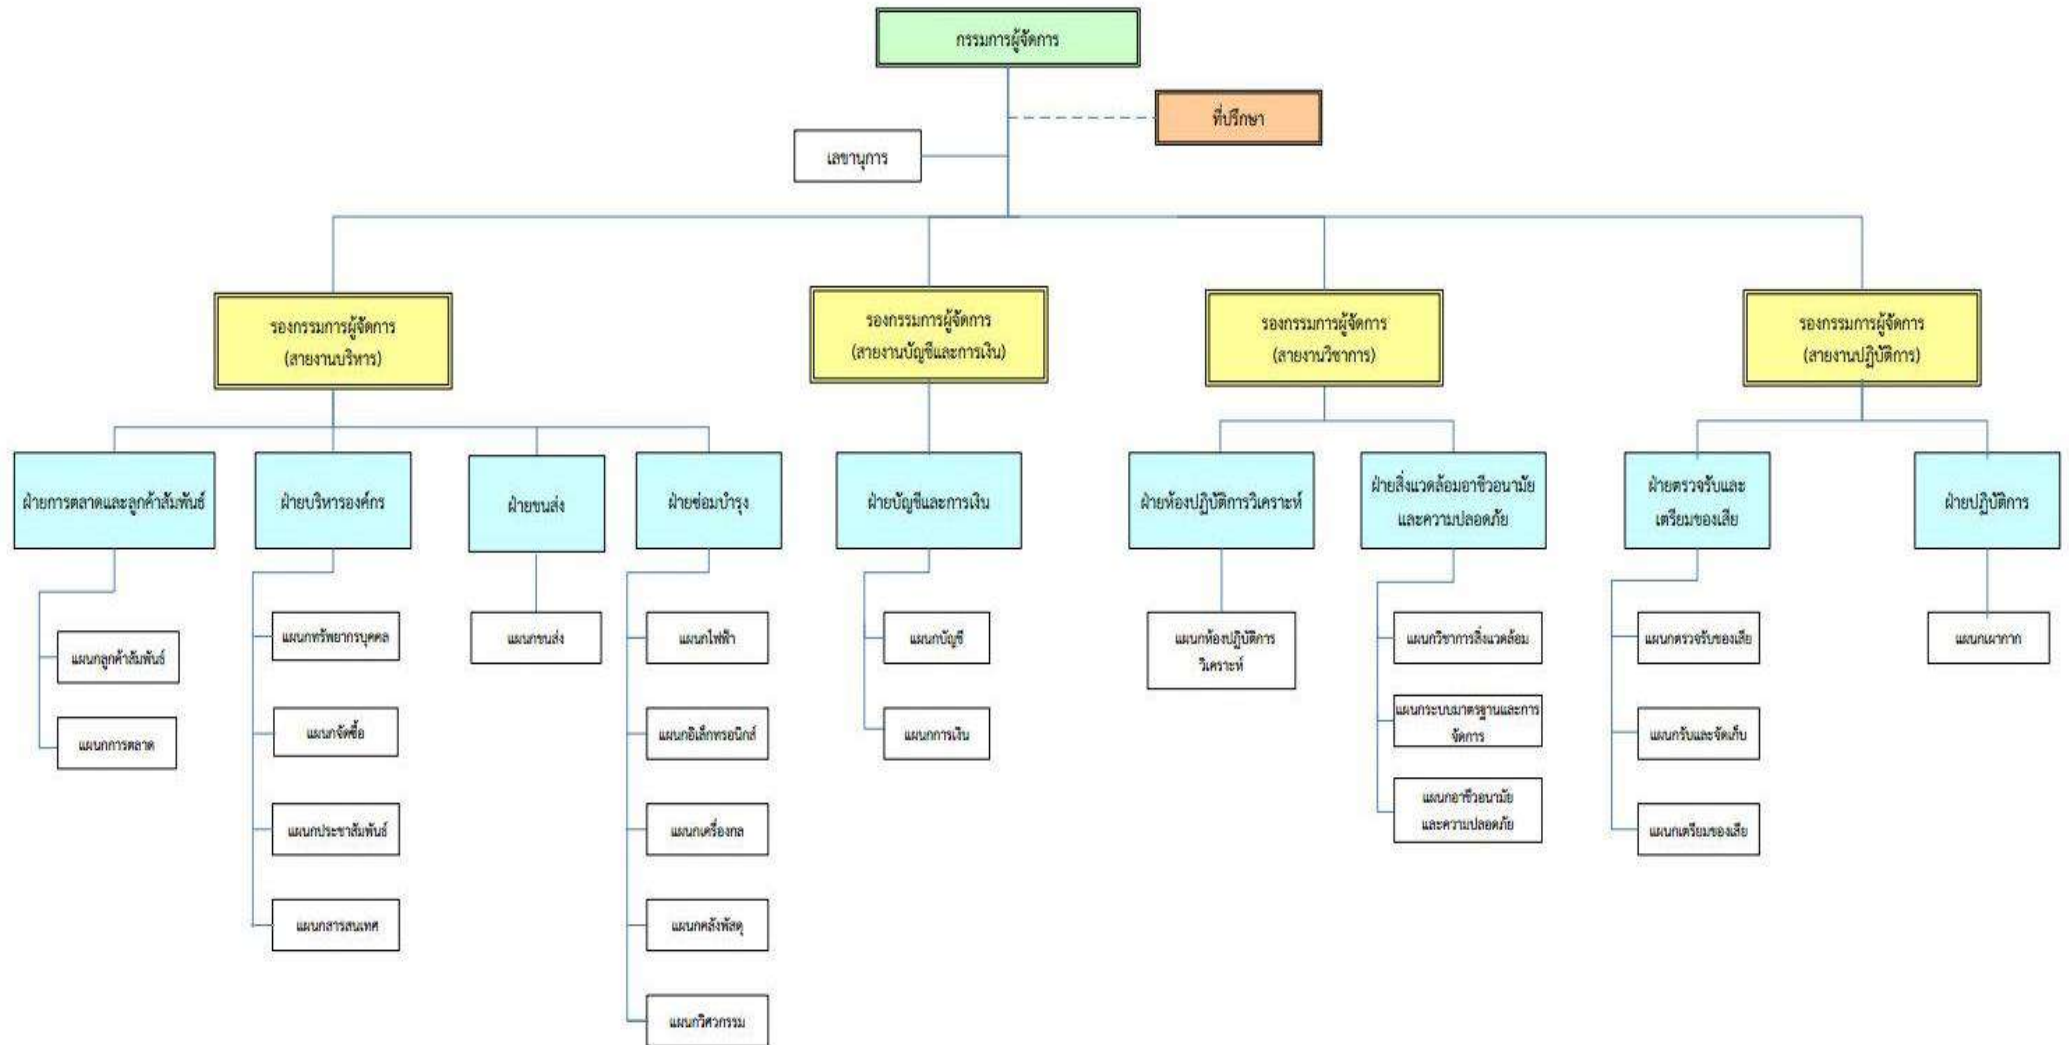 กรรมการผู้จัดการ
ที่ปรึกษา
เลขานุการ
รองกรรมการผู้จัดการ
(สายงานบริหาร)
รองกรรมการผู้จัดการ
(สายงานบัญชีและการเงิน)
รองกรรมการผู้จัดการ
(สายงานวิชาการ)
รองกรรมการผู้จัดการ
(สายงานปฏิบัติการ)
ฝ่ายการตลาดและลูกค้าสัมพันธ์
ฝ่ายบริหารองค์กร
ฝ่ายขนส่ง
ฝ่ายซ่อมบำรุง
ฝ่ายบัญชีและการเงิน
ฝ่ายห้องปฏิบัติการวิเคราะห์
ฝ่ายสิ่งแวดล้อมอาชีวอนามัย
และความปลอดภัย
ฝ่ายตรวจรับและ
เตรียมของเสีย
ฝ่ายปฏิบัติการ
แผนกลูกค้าสัมพันธ์
แผนกการตลาด
แผนกทรัพยากรบุคคล
แผนกจัดซื้อ
แผนกประชาสัมพันธ์
แผนกสารสนเทศ
แผนกขนส่ง
แผนกไฟฟ้า
แผนกอิเล็กทรอนิกส์
แผนกเครื่องกล
แผนกคลังพัสดุ
แผนกวิศวกรรม
แผนกบัญชี
แผนกการเงิน
แผนกห้องปฏิบัติการ
วิเคราะห์
แผนกวิชาการสิ่งแวดล้อม
แผนกระบบมาตรฐานและการ
จัดการ
แผนกอาชีวอนามัย
และความปลอดภัย
แผนกตรวจรับของเสีย
แผนกรับและจัดเก็บ
แผนกเตรียมของเสีย
แผนกเผากาก